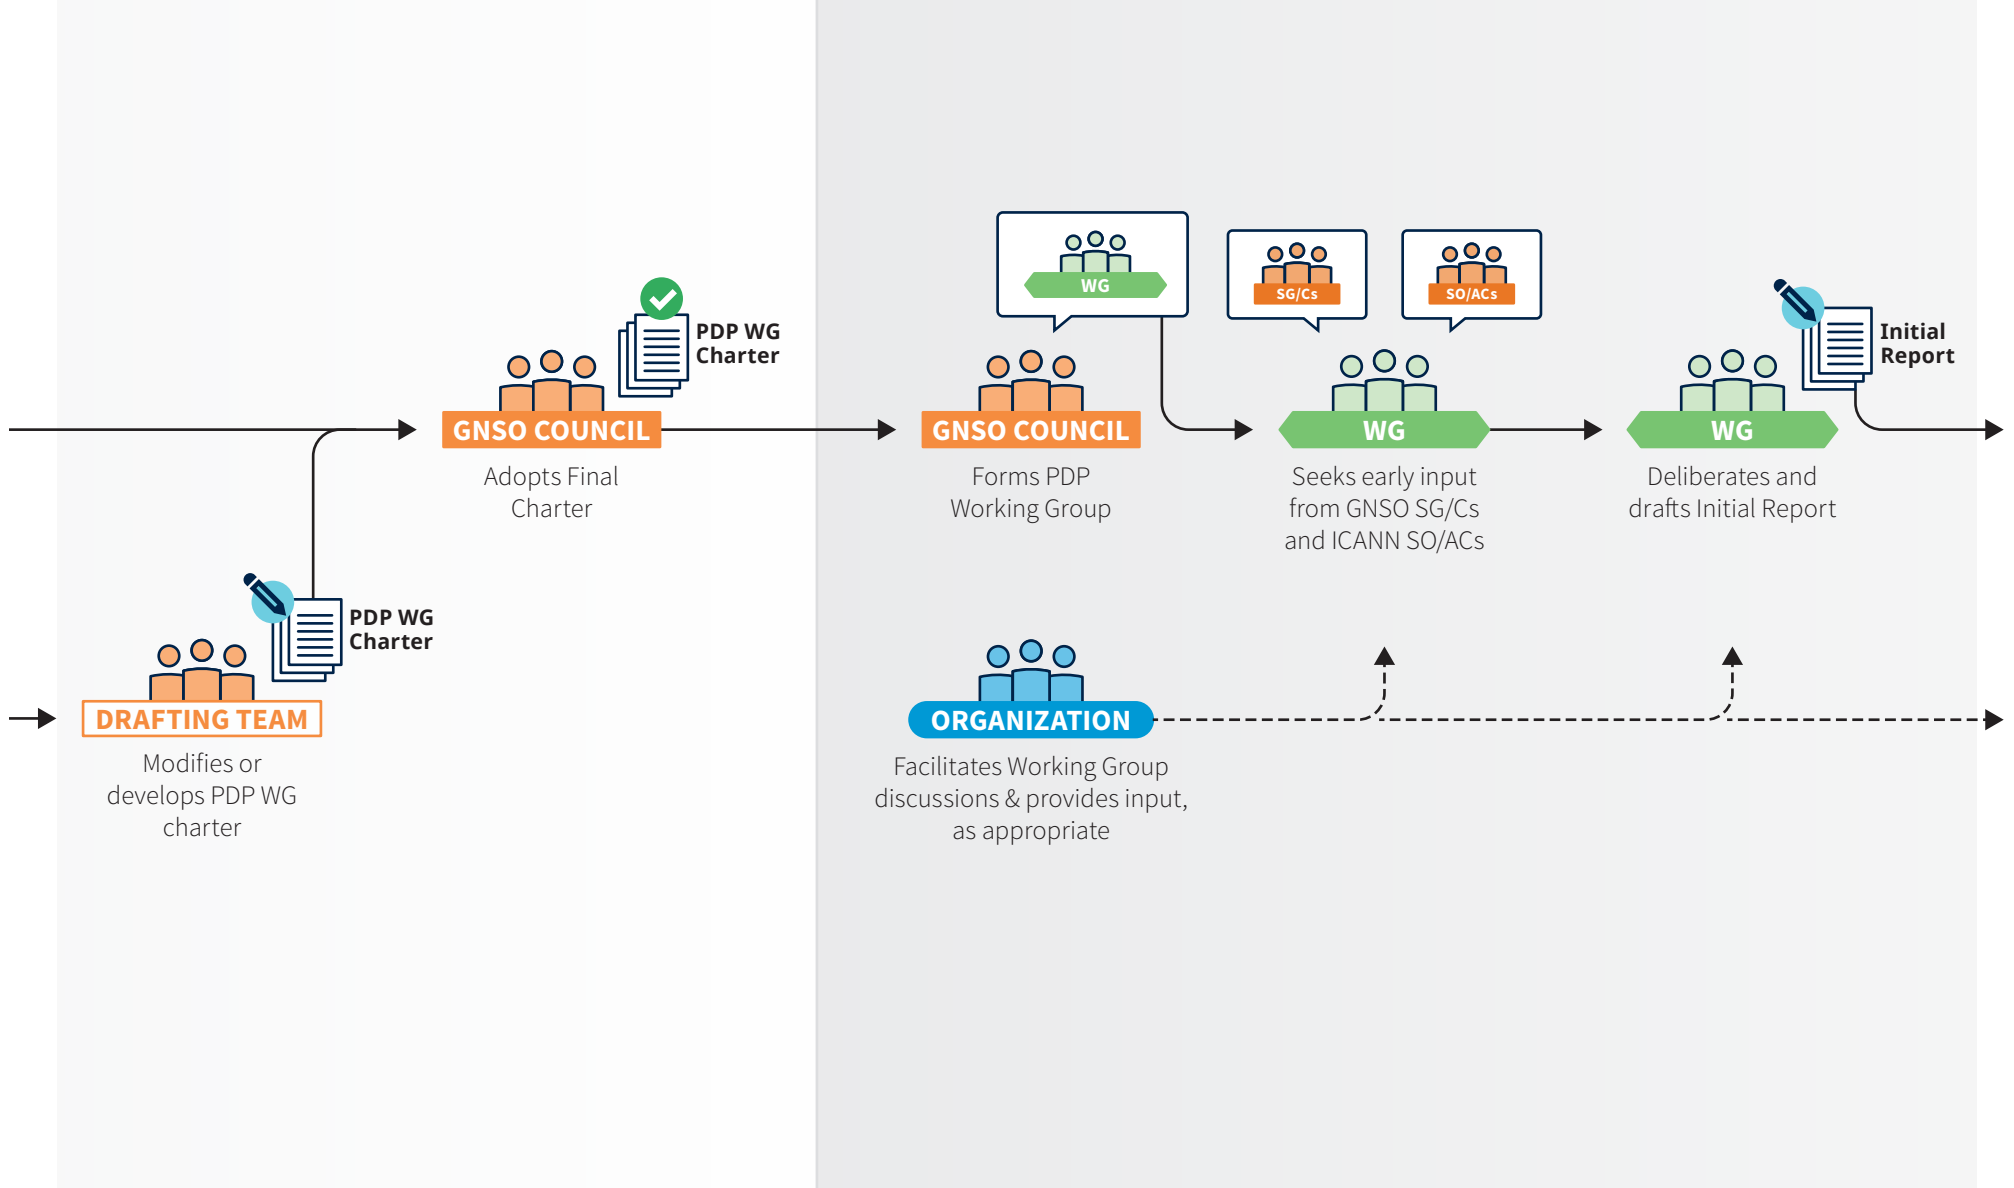 PDP WG
Charter
GNSO COUNCIL
Adopts Final
Charter
PDP WG
Charter
DRAFTING TEAM
Modifies or
develops PDP WG
charter
WG
GNSO COUNCIL
Forms PDP
Working Group
SG/Cs
SO/ACs
WG
Seeks early input
from GNSO SG/Cs
and ICANN SO/ACs
Initial
Report
WG
Deliberates and
drafts Initial Report
ORGANIZATION
Facilitates Working Group
discussions & provides input,
as appropriate